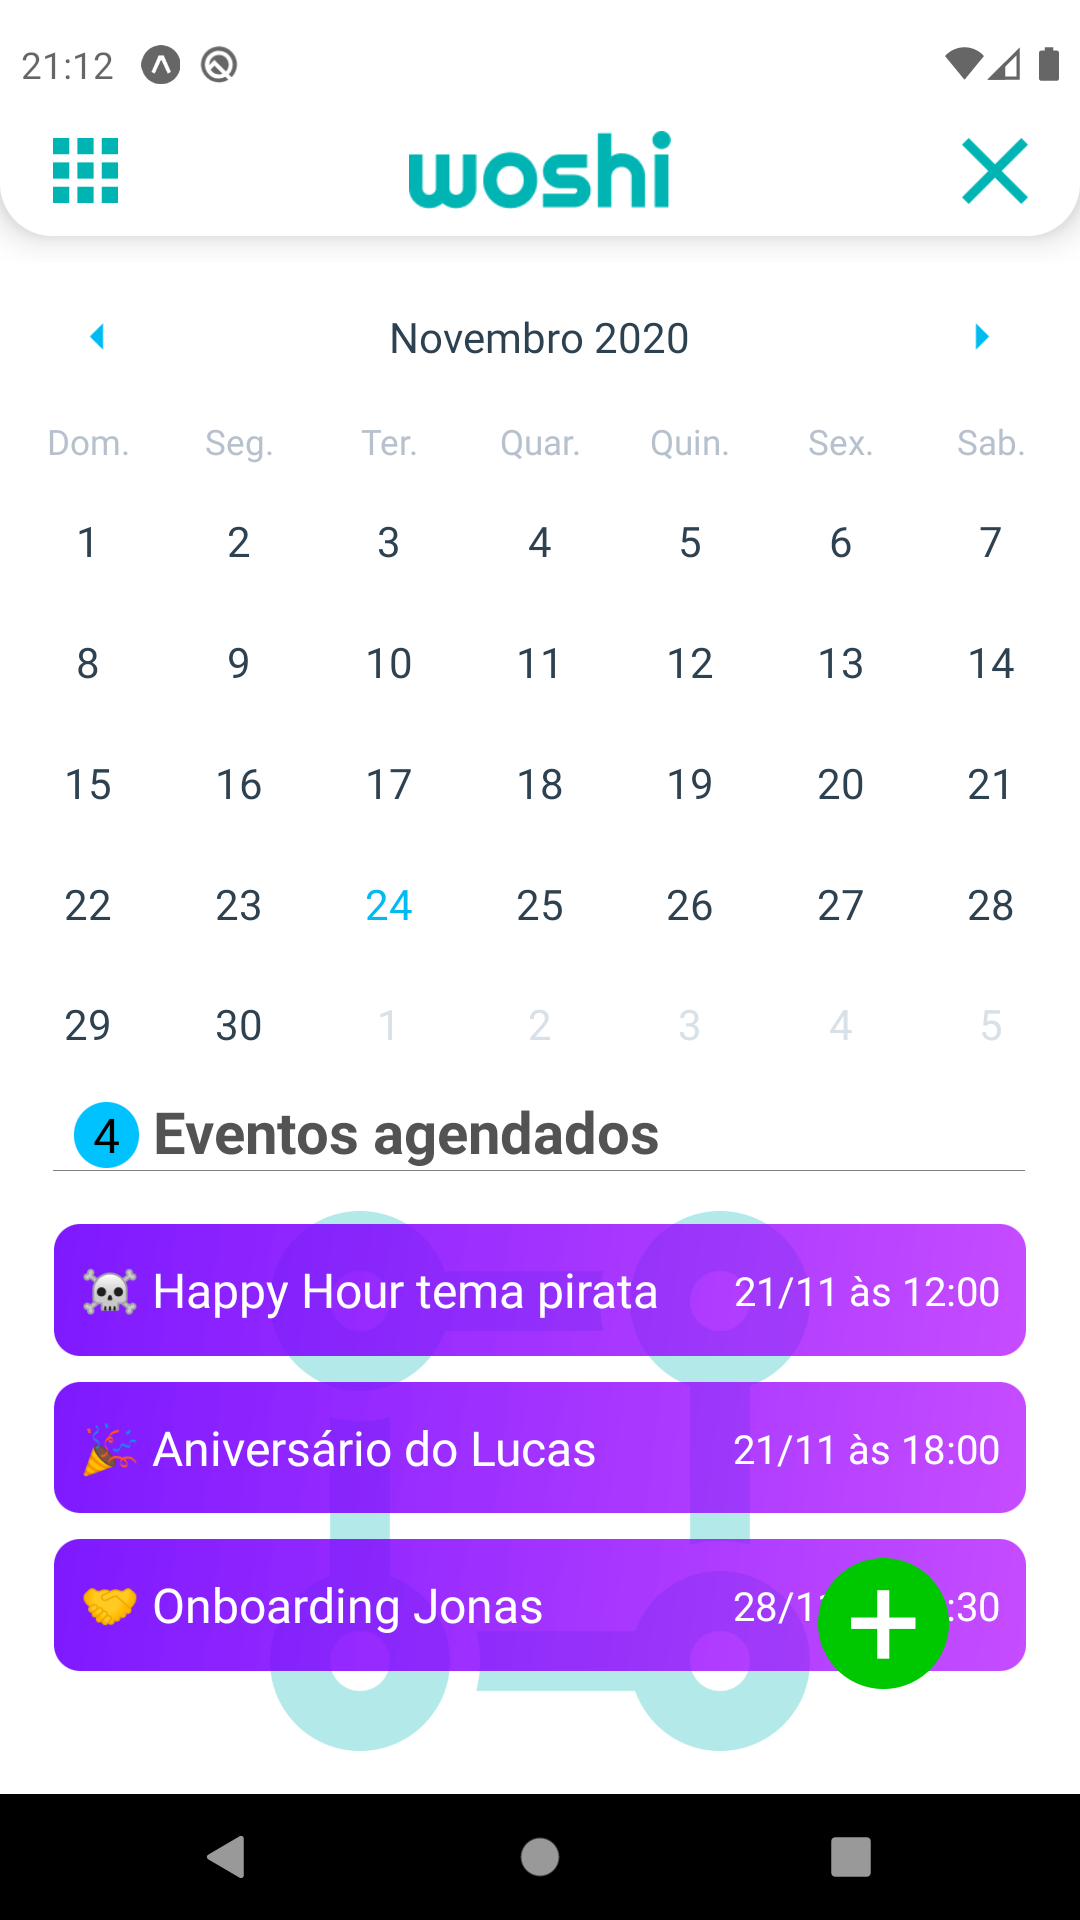 21:12
woshi
Novembro 2020
Dom. Seg. Ter. Quar. Quin. Sex. Sab.
1 2 3 4 5 6 7
8 9 10 11 12 13 14
15 16 17 18 19 20 21
22 23 24 25 26 27 28
29 30 1 2 3 4 5
4 Eventos agendados
☠️ Happy Hour tema pirata 21/11 às 12:00
🎉 Aniversário do Lucas 21/11 às 18:00
🤝 Onboarding Jonas :30